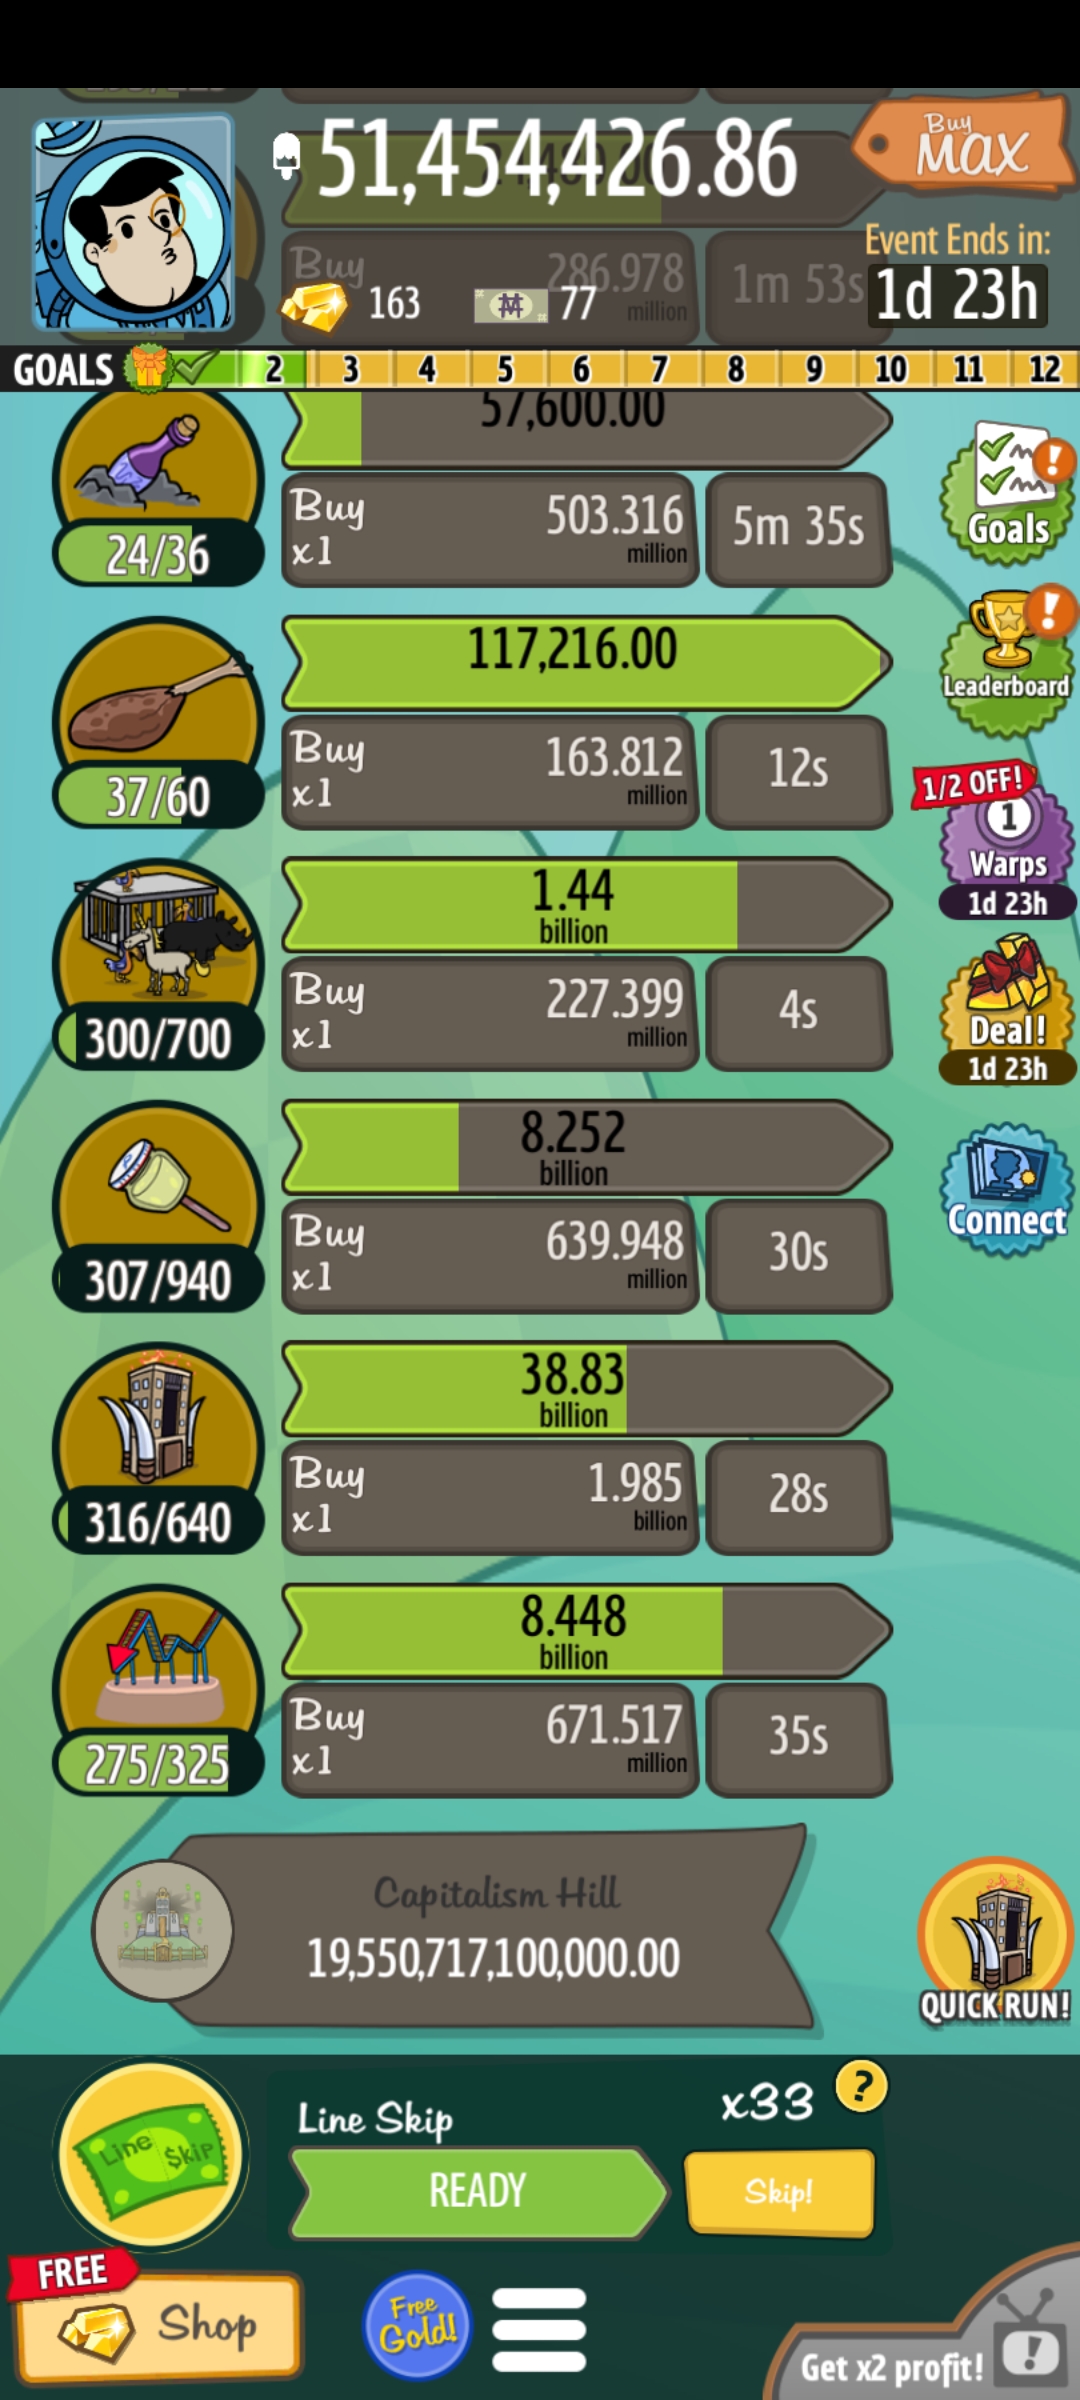 51,454,426.86
Buy
MAX
Event Ends in:
1d 23h
Buy
286.978
million
1m 53s
163
77
GOALS
2 3 4 5 6 7 8 9 10 11 12
57,600.00
24/36
Buy
x1
503.316
million
5m 35s
Goals
117,216.00
37/60
Buy
x1
163.812
million
12s
Leaderboard
1/2 OFF!
1
Warps
1d 23h
1.44
billion
300/700
Buy
x1
227.399
million
4s
Deal!
1d 23h
8.252
billion
307/940
Buy
x1
639.948
million
30s
Connect
38.83
billion
316/640
Buy
x1
1.985
billion
28s
8.448
billion
275/325
Buy
x1
671.517
million
35s
Capitalism Hill
19,550,717,100,000.00
QUICK RUN!
Line $kip
Line Skip
x33
?
READY
Skip!
FREE
Shop
Free
Gold!
Get x2 profit!